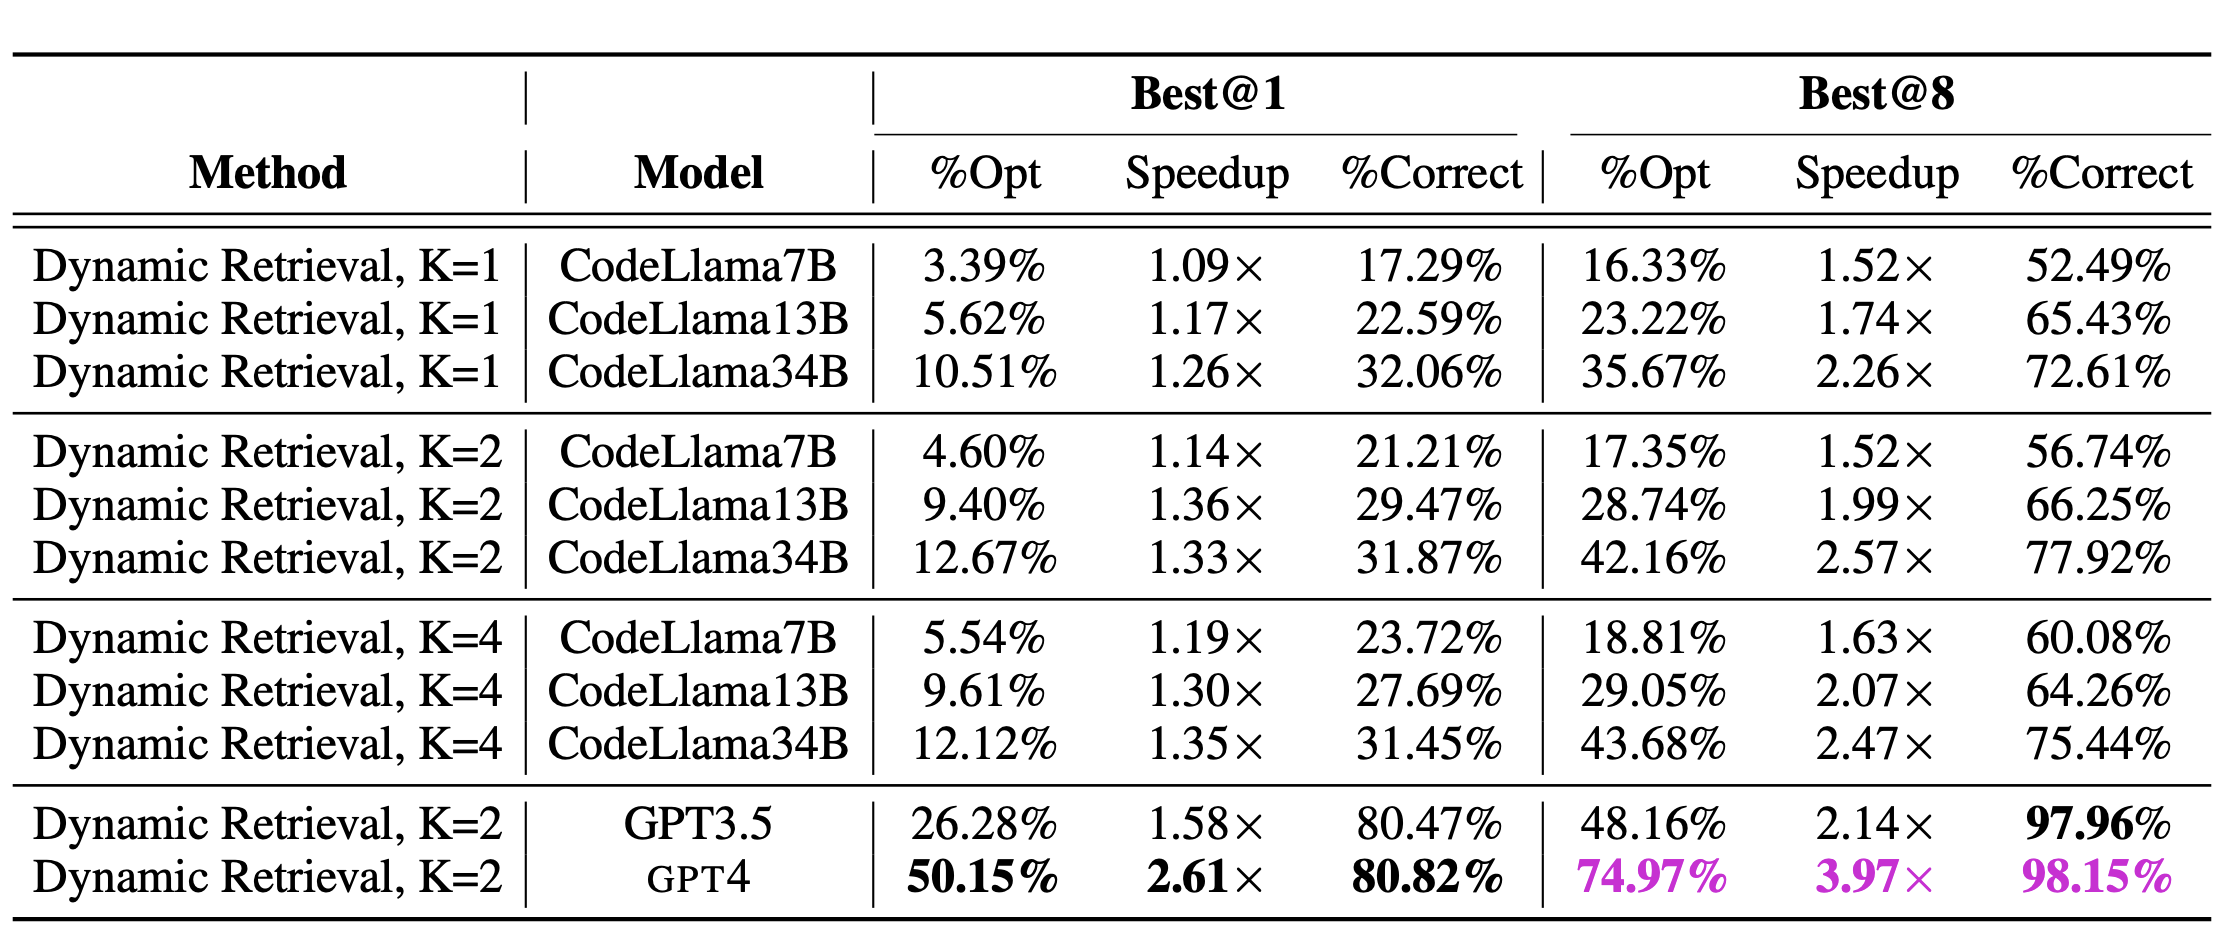 Best@1 Best@8
Method Model %Opt Speedup %Correct %Opt Speedup %Correct
Dynamic Retrieval, K=1 CodeLlama7B 3.39% 1.09× 17.29% 16.33% 1.52× 52.49%
Dynamic Retrieval, K=1 CodeLlama13B 5.62% 1.17× 22.59% 23.22% 1.74× 65.43%
Dynamic Retrieval, K=1 CodeLlama34B 10.51% 1.26× 32.06% 35.67% 2.26× 72.61%
Dynamic Retrieval, K=2 CodeLlama7B 4.60% 1.14× 21.21% 17.35% 1.52× 56.74%
Dynamic Retrieval, K=2 CodeLlama13B 9.40% 1.36× 29.47% 28.74% 1.99× 66.25%
Dynamic Retrieval, K=2 CodeLlama34B 12.67% 1.33× 31.87% 42.16% 2.57× 77.92%
Dynamic Retrieval, K=4 CodeLlama7B 5.54% 1.19× 23.72% 18.81% 1.63× 60.08%
Dynamic Retrieval, K=4 CodeLlama13B 9.61% 1.30× 27.69% 29.05% 2.07× 64.26%
Dynamic Retrieval, K=4 CodeLlama34B 12.12% 1.35× 31.45% 43.68% 2.47× 75.44%
Dynamic Retrieval, K=2 GPT3.5 26.28% 1.58× 80.47% 48.16% 2.14× 97.96%
Dynamic Retrieval, K=2 GPT4 50.15% 2.61× 80.82% 74.97% 3.97× 98.15%